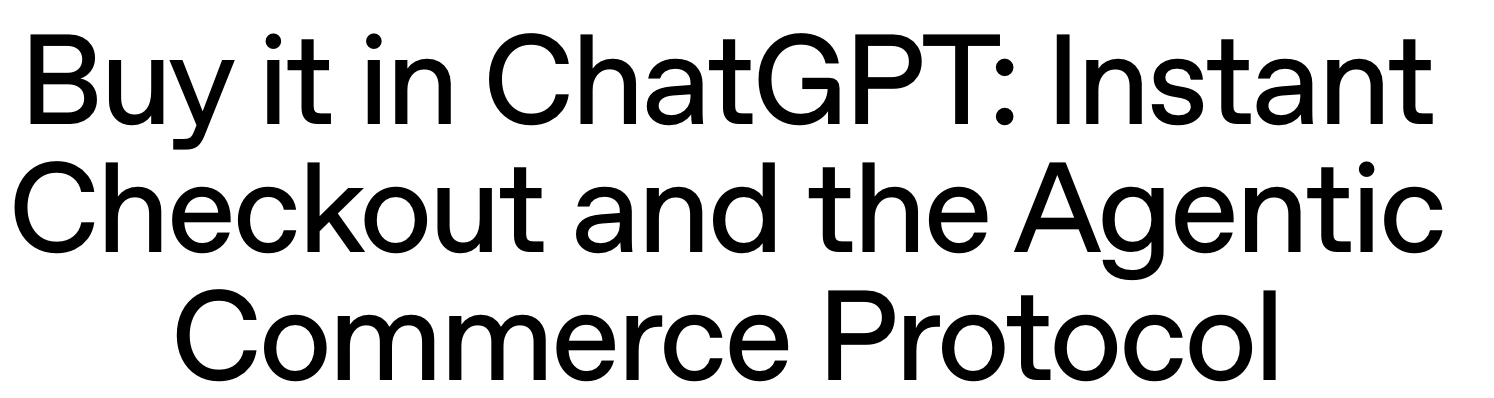 Buy it in ChatGPT: Instant
Checkout and the Agentic
Commerce Protocol